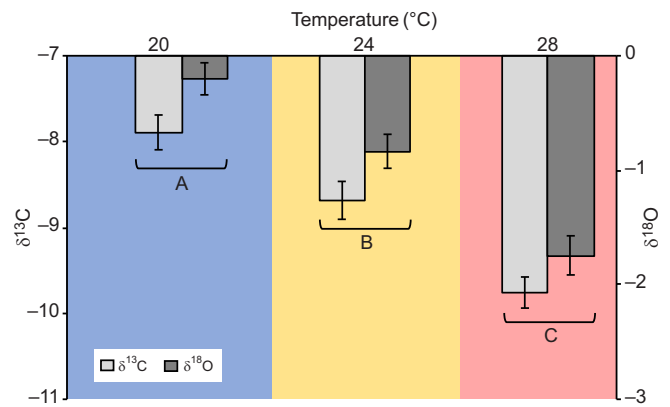 Temperature (°C)
20 24 28
–7 0
–8
–1
–9
–2
–10
–11 –3
δ¹³C
δ¹⁸O
A
B
C
δ¹³C δ¹⁸O